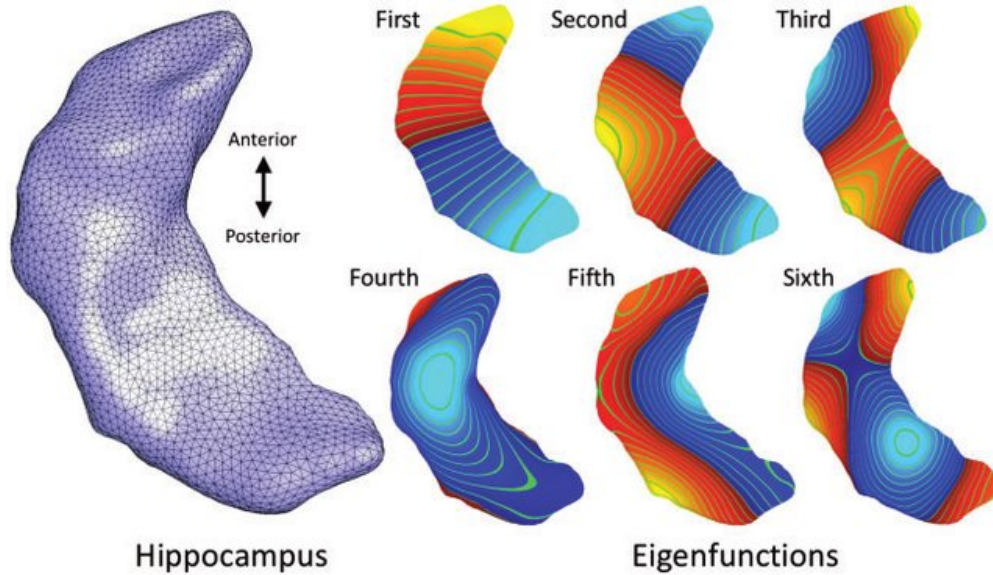 First
Second
Third
Anterior
Posterior
Fourth
Fifth
Sixth
Hippocampus
Eigenfunctions